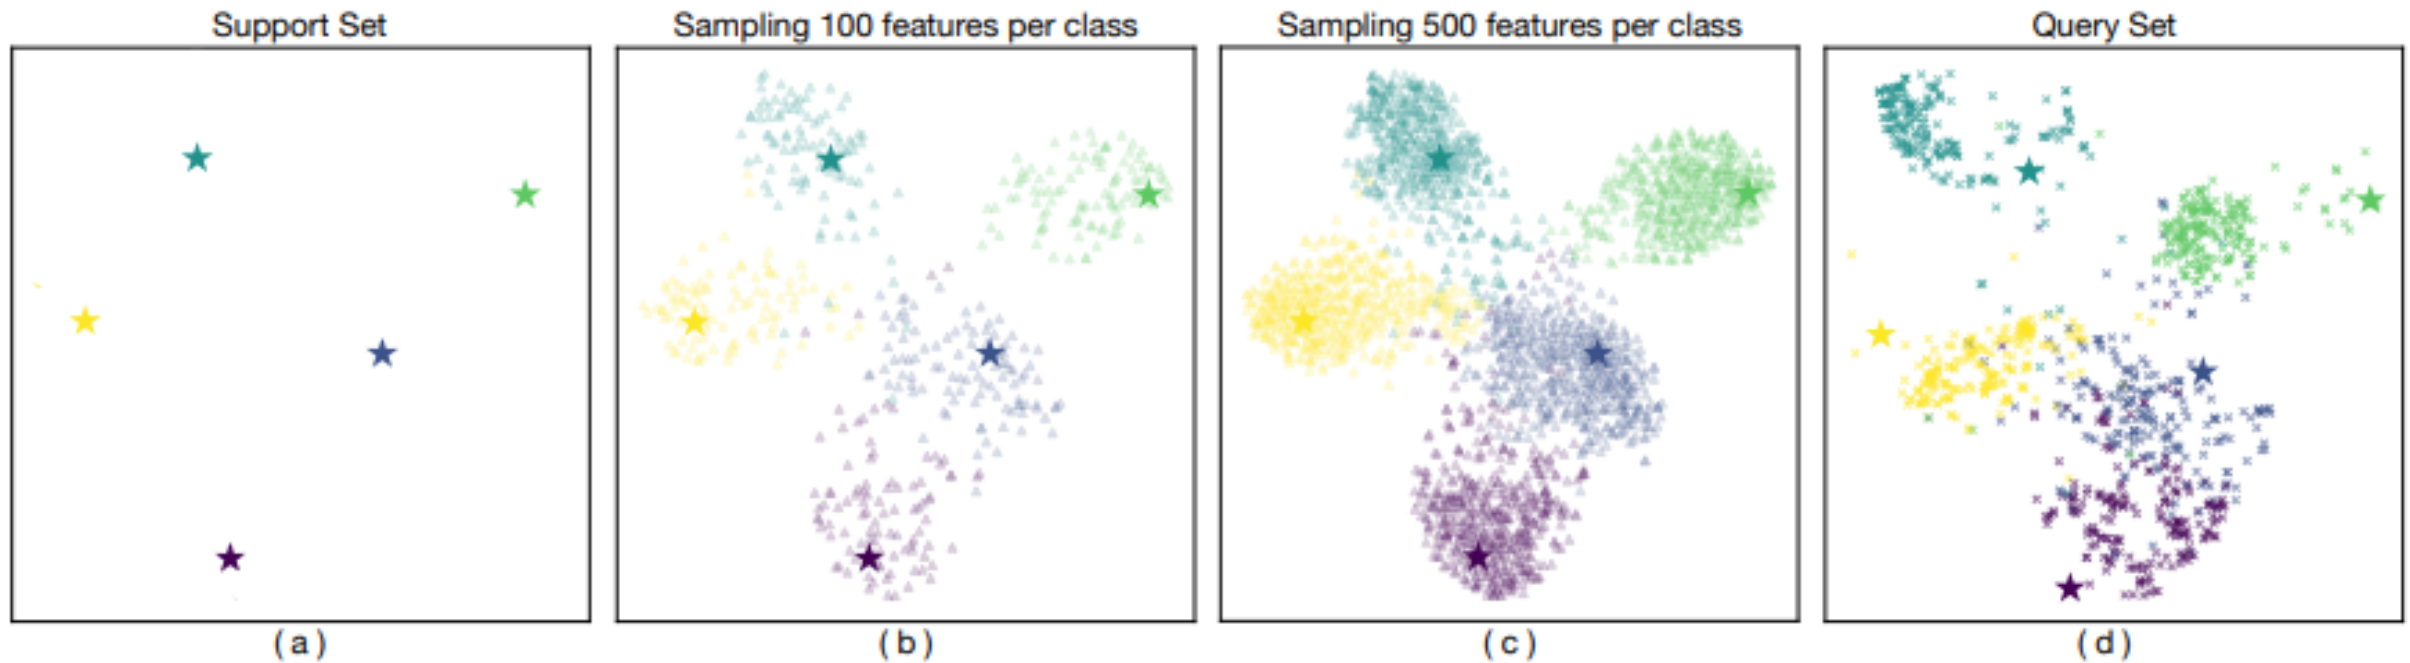 Support Set
Sampling 100 features per class
Sampling 500 features per class
Query Set
( a )
( b )
( c )
( d )